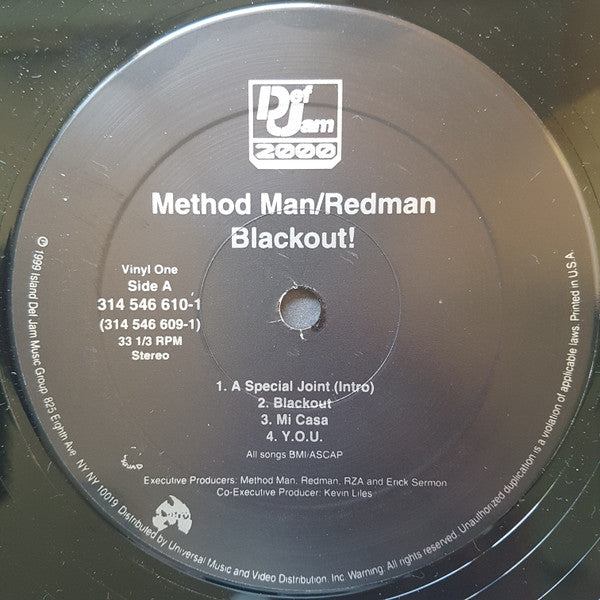 Def
Jam
2000
Method Man/Redman
Blackout!
Vinyl One
Side A
314 546 610-1
(314 546 609-1)
33 1/3 RPM
Stereo
1. A Special Joint (Intro)
2. Blackout
3. Mi Casa
4. Y.O.U.
All songs BMI/ASCAP
Executive Producers: Method Man, Redman, RZA and Erick Sermon
Co-Executive Producer: Kevin Liles
℗ 1999 Island Def Jam Music Group 825 Eighth Ave. NY NY 10019 Distributed by Universal Music and Video Distribution, Inc. Warning. All rights reserved. Unauthorized duplication is a violation of applicable laws. Printed in U.S.A.